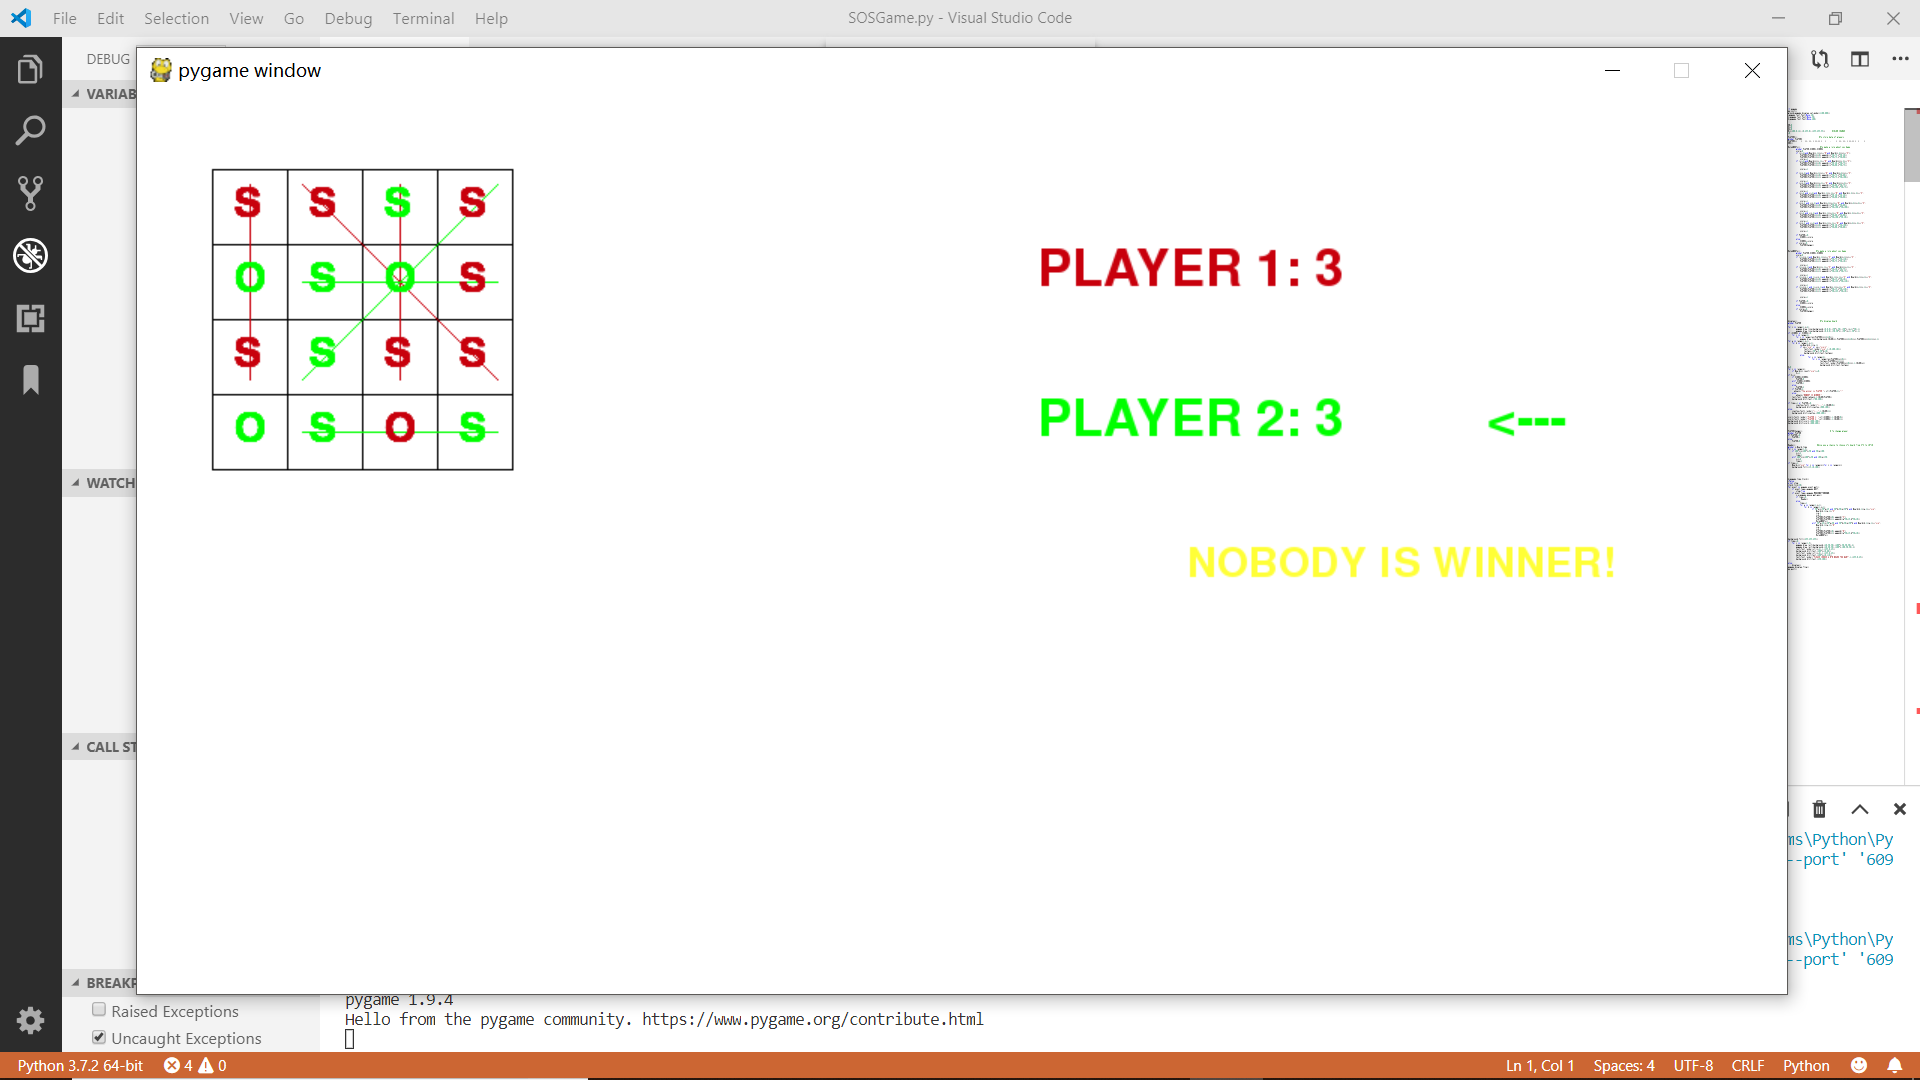 File Edit Selection View Go Debug Terminal Help
SOSGame.py - Visual Studio Code
DEBUG
pygame window
VARIAB
S S S S
O S O S
S S S S
O S O S
PLAYER 1: 3
PLAYER 2: 3 <---
NOBODY IS WINNER!
WATCH
CALL ST
ms\Python\Py
--port' '609
ms\Python\Py
--port' '609
BREAKP
Raised Exceptions
Uncaught Exceptions
pygame 1.9.4
Hello from the pygame community. https://www.pygame.org/contribute.html
Python 3.7.2 64-bit 4 0 Ln 1, Col 1 Spaces: 4 UTF-8 CRLF Python